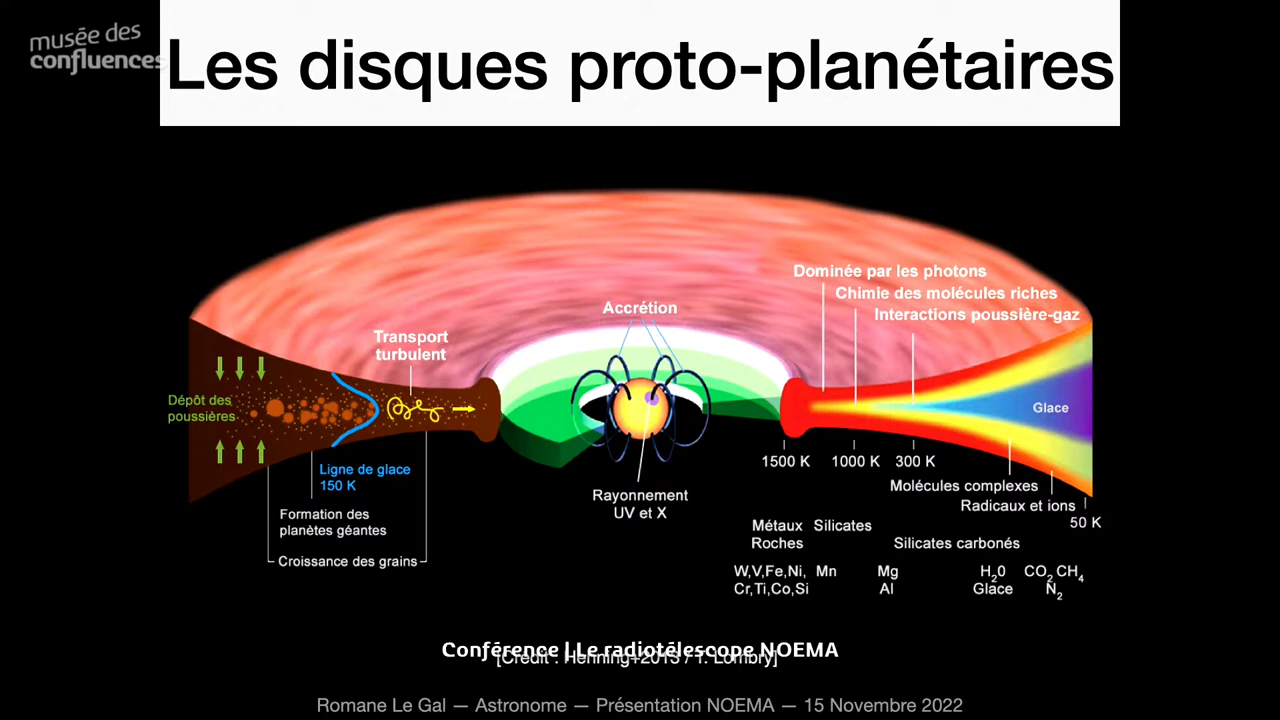 musée des
confluences
Les disques proto-planétaires
Dominée par les photons
Chimie des molécules riches
Interactions poussière-gaz
Accrétion
Transport
turbulent
Dépôt des
poussières
Glace
1500 K
1000 K
300 K
Ligne de glace
150 K
Molécules complexes
Radicaux et ions
50 K
Rayonnement
UV et X
Formation des
planètes géantes
Croissance des grains
Métaux
Roches
Silicates
Silicates carbonés
W,V,Fe,Ni,
Cr,Ti,Co,Si
Mn
Mg
Al
H₂0
Glace
CO₂ CH₄
N₂
Conférence | Le radiotélescope NOEMA
[Crédit : Henning+2013 / T. Lombry]
Romane Le Gal — Astronome — Présentation NOEMA — 15 Novembre 2022